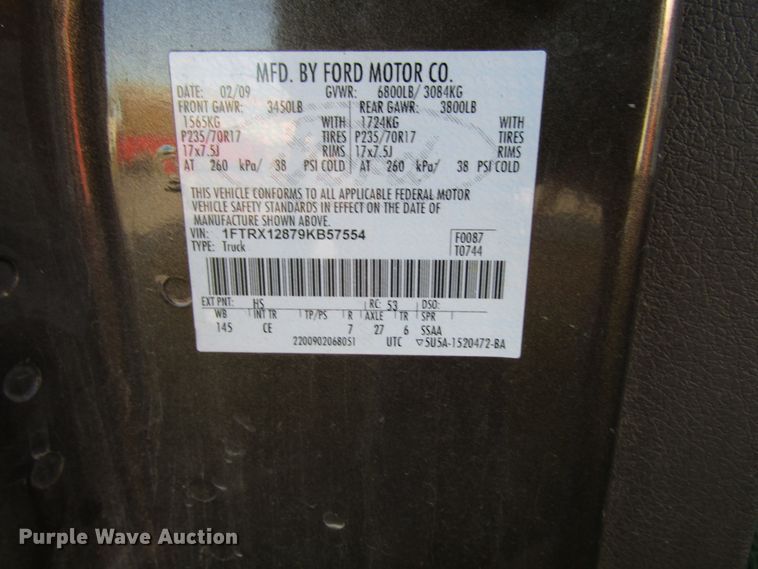 MFD. BY FORD MOTOR CO.
DATE: 02/09 GVWR: 6800LB/ 3084KG
FRONT GAWR: 3450LB REAR GAWR: 3800LB
1565KG WITH 1724KG WITH
P235/70R17 TIRES P235/70R17 TIRES
17x7.5J RIMS 17x7.5J RIMS
AT 260 kPa/ 38 PSI COLD AT 260 kPa/ 38 PSI COLD
THIS VEHICLE CONFORMS TO ALL APPLICABLE FEDERAL MOTOR
VEHICLE SAFETY STANDARDS IN EFFECT ON THE DATE OF
MANUFACTURE SHOWN ABOVE.
VIN: 1FTRX12879KB57554 F0087
TYPE: Truck T0744
EXT PNT: HS RC: 53 DSO:
WB INT TR TP/PS R AXLE TR SPR
145 CE 7 27 6 SSAA
220090206805I UTC ▽5U5A-1520472-BA
Purple Wave Auction